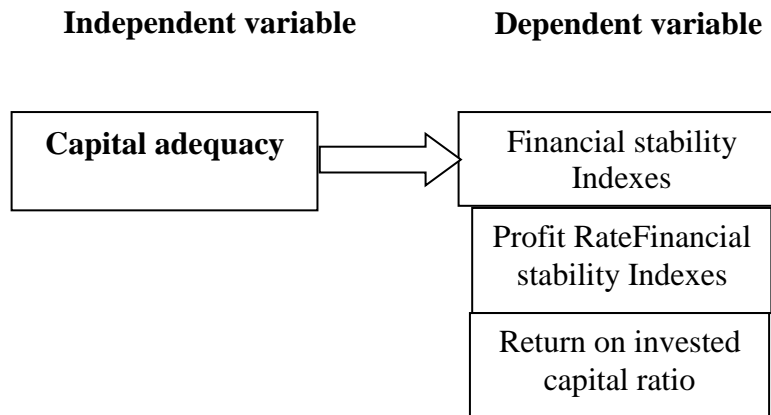 Independent variable
Dependent variable
Capital adequacy
Financial stability
Indexes
Profit RateFinancial
stability Indexes
Return on invested
capital ratio